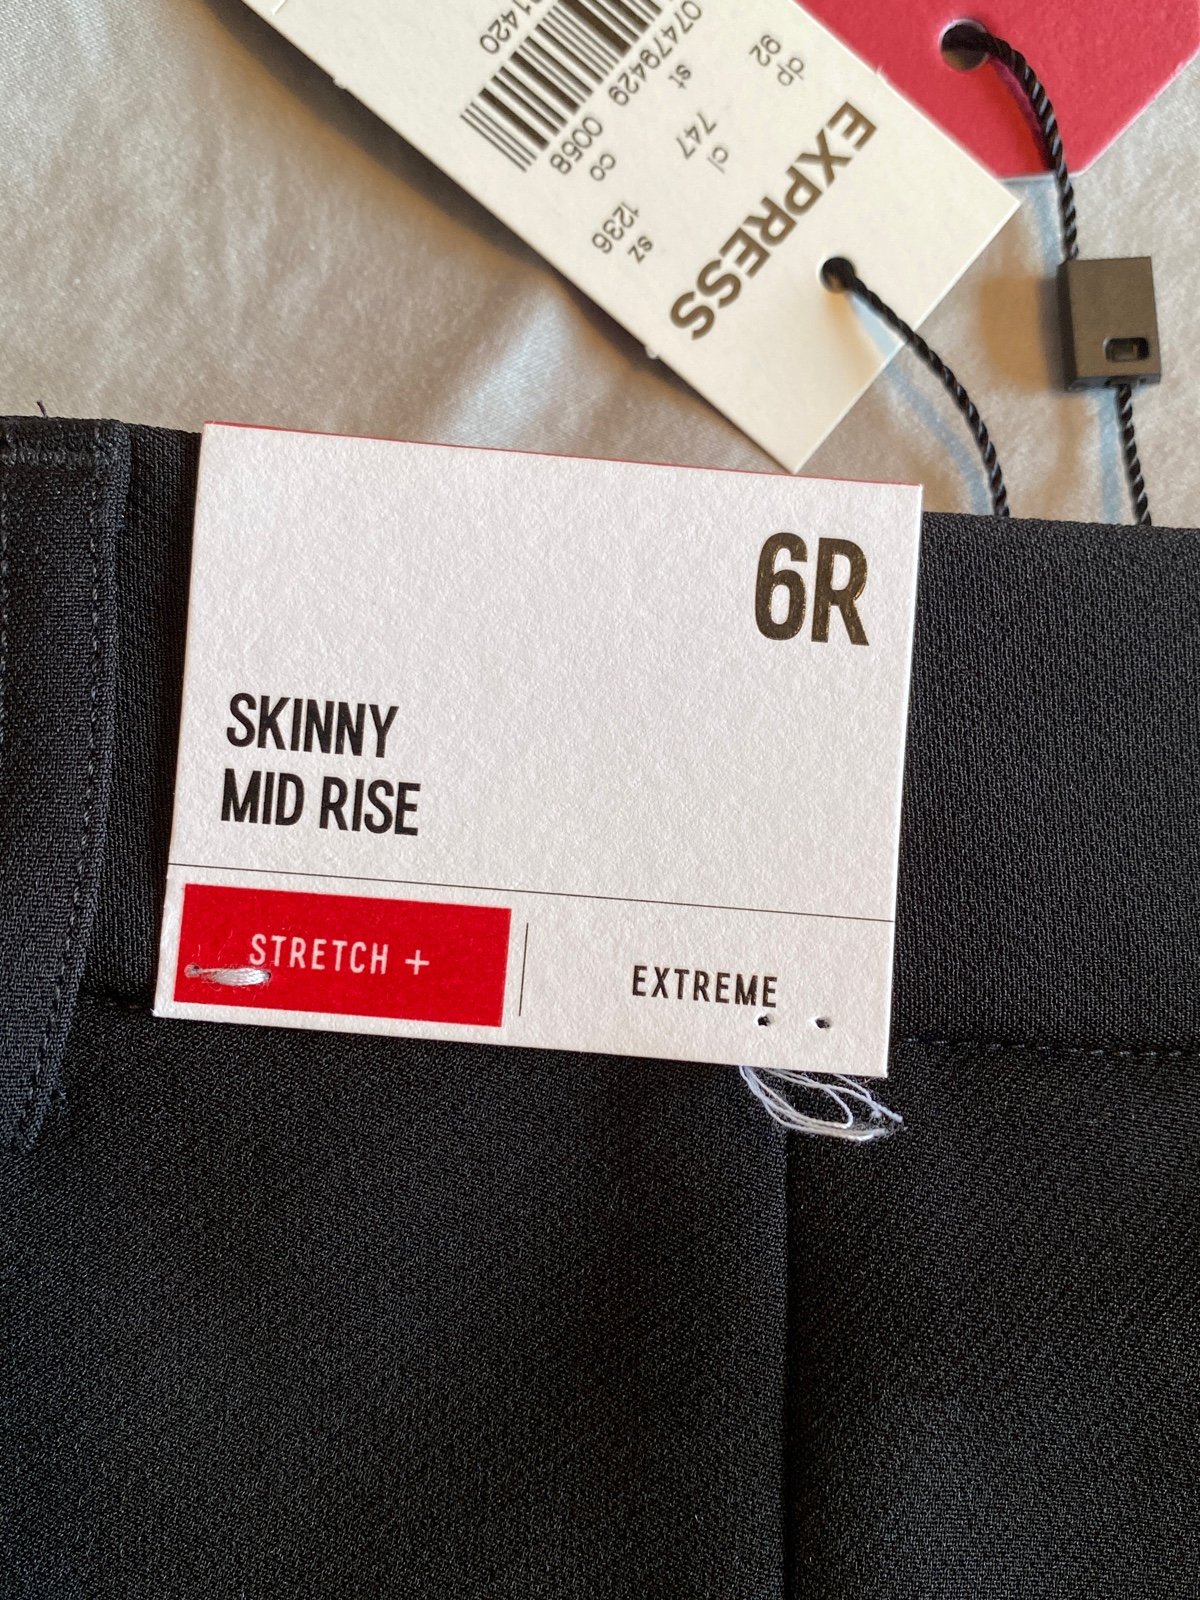 EXPRESS
dp
cl
sz
92
747
1236
st
co
07479429 0058
6R
SKINNY
MID RISE
STRETCH +
EXTREME